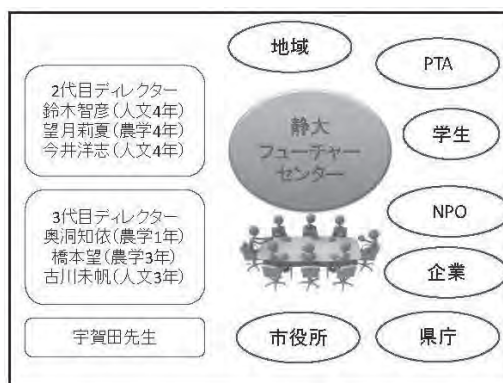 2代目ディレクター
鈴木智彦(人文4年)
望月莉夏(農学4年)
今井洋志(人文4年)
3代目ディレクター
奥洞知依(農学1年)
橋本望(農学3年)
古川未帆(人文3年)
宇賀田先生
地域
PTA
学生
NPO
企業
県庁
市役所
静大
フューチャー
センター